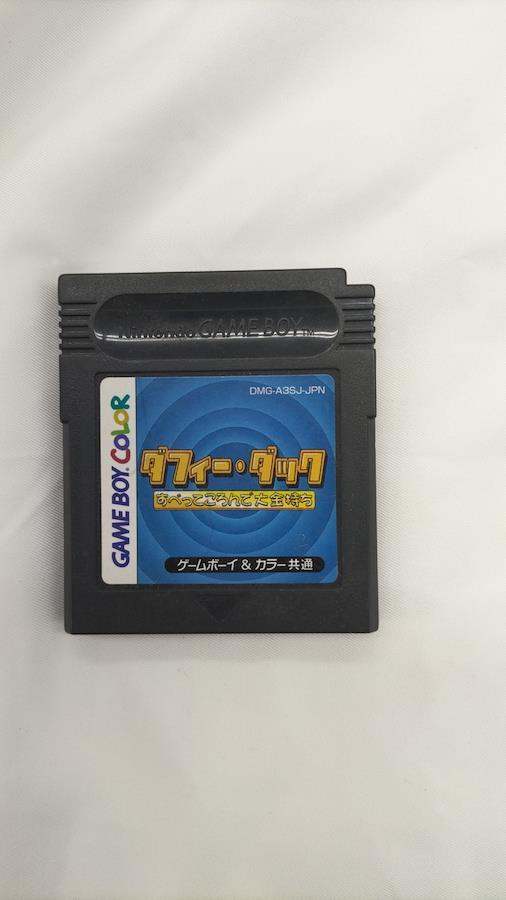 Nintendo GAME BOY TM
DMG-A3SJ-JPN
GAME BOY COLOR
ダフィー・ダック
すべってころんで大金持ち
ゲームボーイ & カラー共通